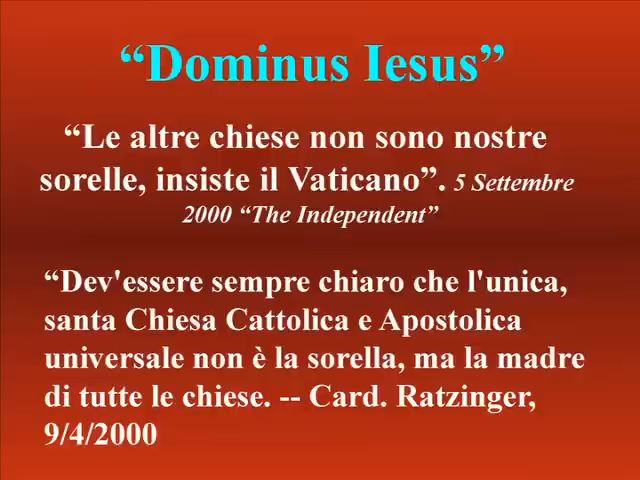 “Dominus Iesus”
“Le altre chiese non sono nostre
sorelle, insiste il Vaticano”. 5 Settembre
2000 “The Independent”
“Dev'essere sempre chiaro che l'unica,
santa Chiesa Cattolica e Apostolica
universale non è la sorella, ma la madre
di tutte le chiese. -- Card. Ratzinger,
9/4/2000